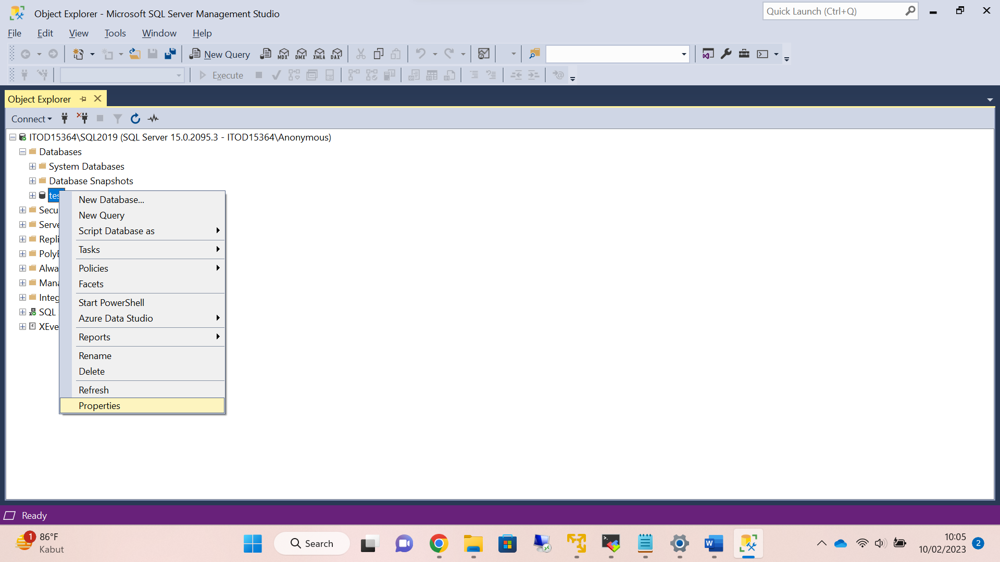 Object Explorer - Microsoft SQL Server Management Studio
Quick Launch (Ctrl+Q)
File Edit View Tools Window Help
New Query MDX DMX XMLA DAX
Execute
Object Explorer
Connect
ITOD15364\SQL2019 (SQL Server 15.0.2095.3 - ITOD15364\Anonymous)
Databases
System Databases
Database Snapshots
tes
Secu
Serve
Repli
PolyB
Alwa
Mana
Integ
SQL
XEve
New Database...
New Query
Script Database as
Tasks
Policies
Facets
Start PowerShell
Azure Data Studio
Reports
Rename
Delete
Refresh
Properties
Ready
1
86°F
Kabut
Search
10:05
10/02/2023
2